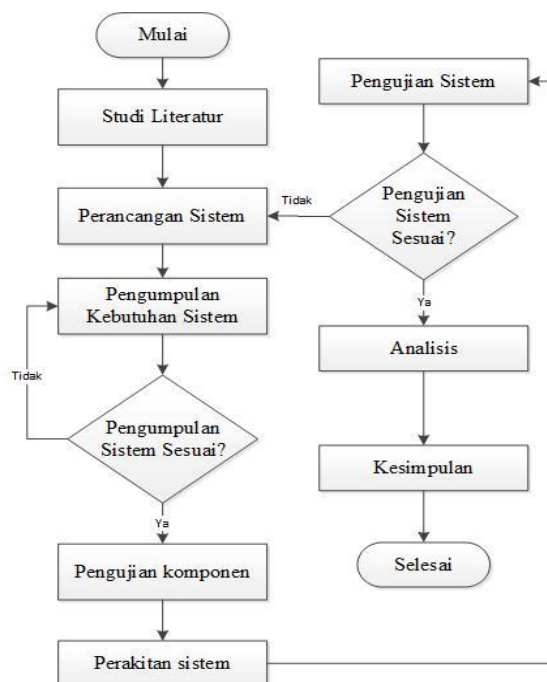 Mulai
Studi Literatur
Perancangan Sistem
Pengumpulan
Kebutuhan Sistem
Tidak
Pengumpulan
Sistem Sesuai?
Ya
Pengujian komponen
Perakitan sistem
Pengujian Sistem
Pengujian
Sistem
Sesuai?
Tidak
Ya
Analisis
Kesimpulan
Selesai